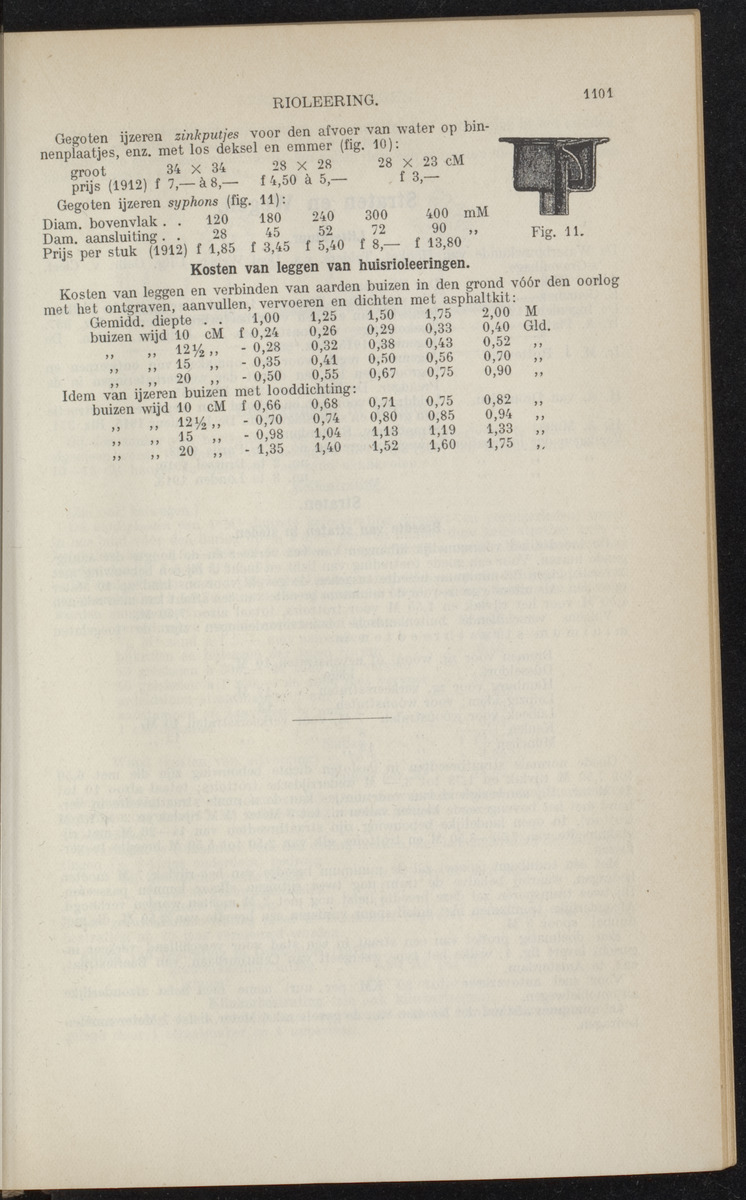 RIOLEERING. 1101
Gegoten ijzeren zinkputjes voor den afvoer van water op bin-
nenplaatjes, enz. met los deksel en emmer (fig. 10):
groot 34 × 34 28 × 28 28 × 23 cM
prijs (1912) f 7,— à 8,— f 4,50 à 5,— f 3,—
Gegoten ijzeren syphons (fig. 11):
Diam. bovenvlak . . 120 180 240 300 400 mM
Dam. aansluiting . . 28 45 52 72 90 „
Prijs per stuk (1912) f 1,85 f 3,45 f 5,40 f 8,— f 13,80
Fig. 11.
Kosten van leggen van huisrioleeringen.
Kosten van leggen en verbinden van aarden buizen in den grond vóór den oorlog
met het ontgraven, aanvullen, vervoeren en dichten met asphaltkit:
Gemidd. diepte . . 1,00 1,25 1,50 1,75 2,00 M
buizen wijd 10 cM f 0,24 0,26 0,29 0,33 0,40 Gld.
„ „ 12½ „ - 0,28 0,32 0,38 0,43 0,52 „
„ „ 15 „ - 0,35 0,41 0,50 0,56 0,70 „
„ „ 20 „ - 0,50 0,55 0,67 0,75 0,90 „
Idem van ijzeren buizen met looddichting:
buizen wijd 10 cM f 0,66 0,68 0,71 0,75 0,82 „
„ „ 12½ „ - 0,70 0,74 0,80 0,85 0,94 „
„ „ 15 „ - 0,98 1,04 1,13 1,19 1,33 „
„ „ 20 „ - 1,35 1,40 1,52 1,60 1,75 „